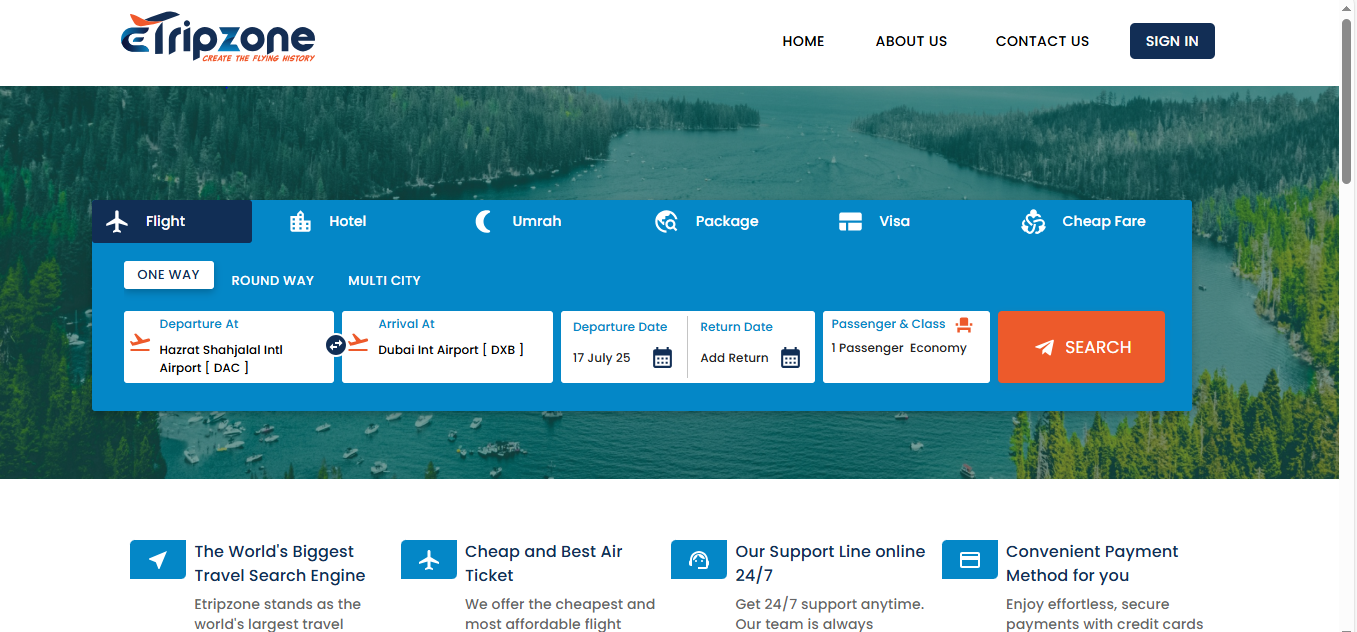 eTripzone
CREATE THE FLYING HISTORY
HOME ABOUT US CONTACT US SIGN IN
Flight Hotel Umrah Package Visa Cheap Fare
ONE WAY ROUND WAY MULTI CITY
Departure At
Hazrat Shahjalal Intl
Airport [ DAC ]
Arrival At
Dubai Int Airport [ DXB ]
Departure Date
17 July 25
Return Date
Add Return
Passenger & Class
1 Passenger Economy
SEARCH
The World's Biggest
Travel Search Engine
Etripzone stands as the
world's largest travel
Cheap and Best Air
Ticket
We offer the cheapest and
most affordable flight
Our Support Line online
24/7
Get 24/7 support anytime.
Our team is always
Convenient Payment
Method for you
Enjoy effortless, secure
payments with credit cards